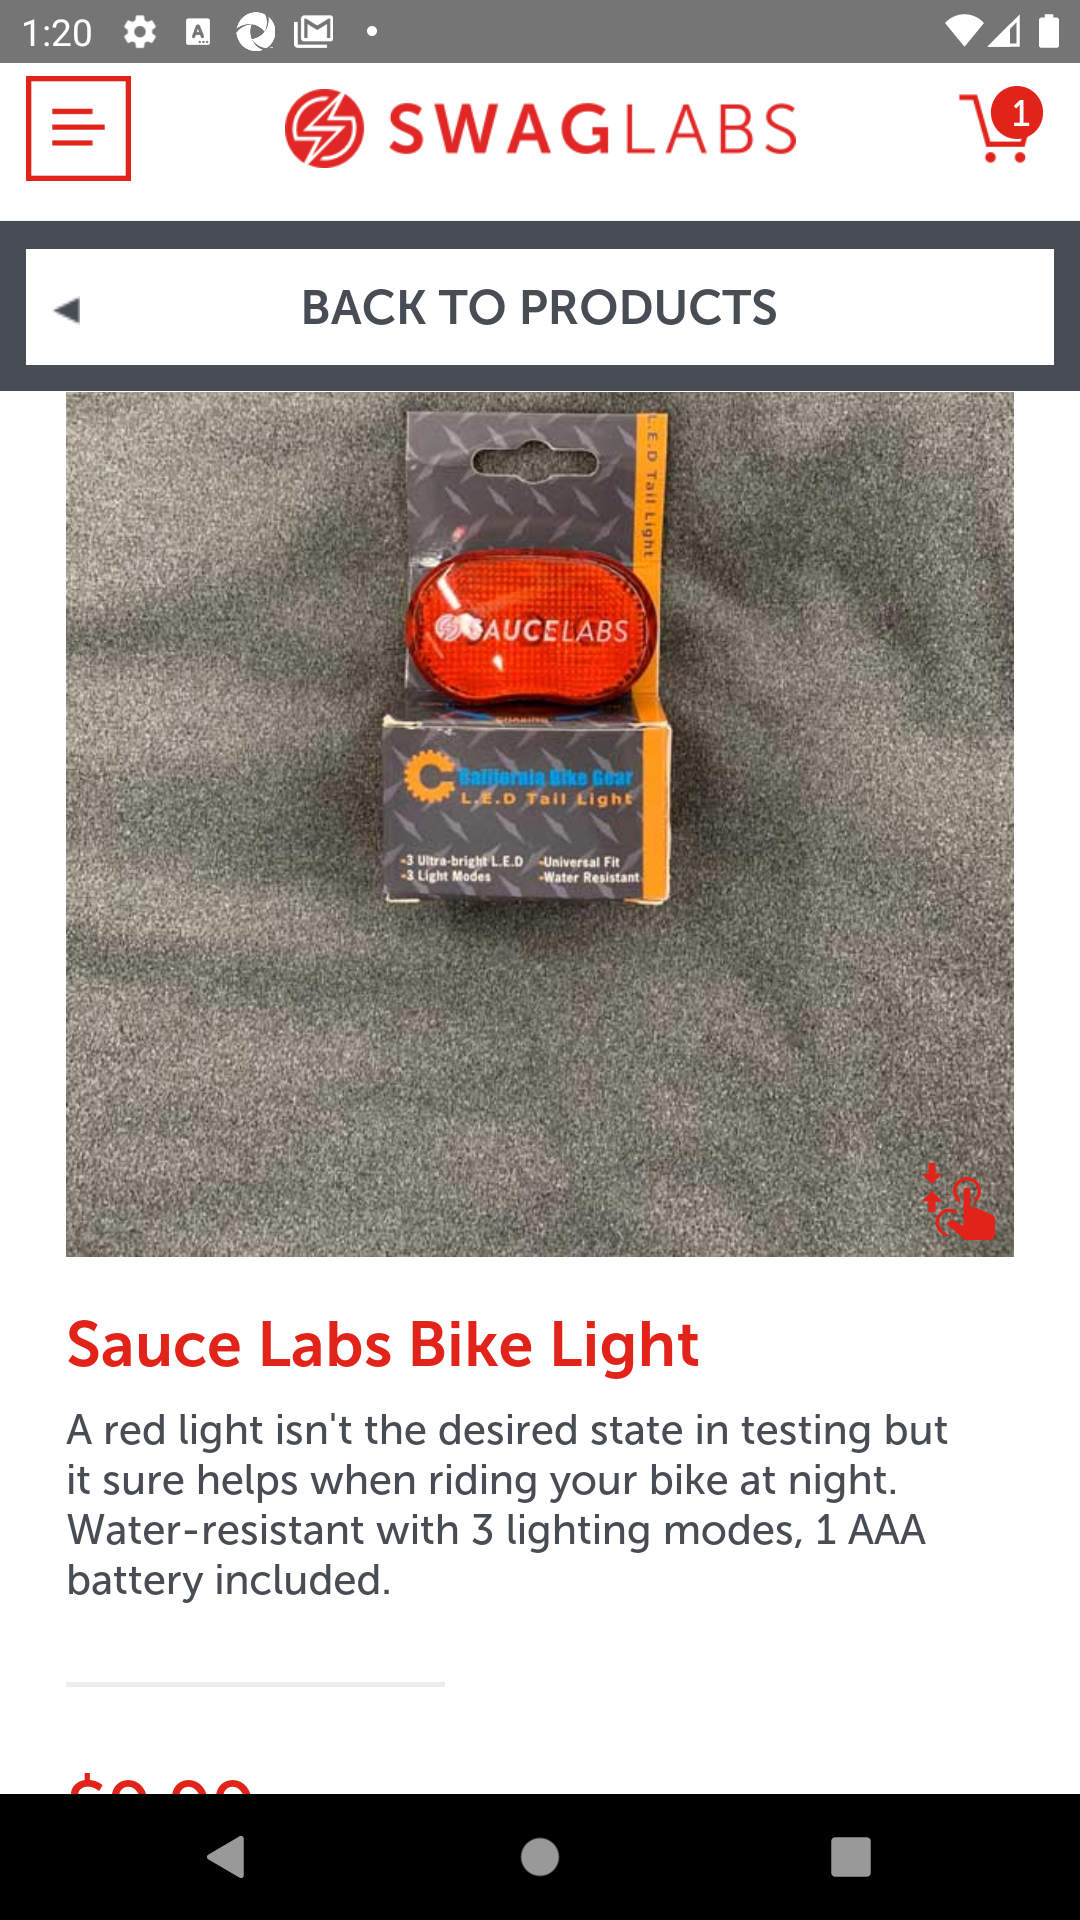 1:20
SWAGLABS
1
BACK TO PRODUCTS
L.E.D Tail Light
SAUCELABS
California Bike Gear
L.E.D Tail Light
-3 Ultra-bright L.E.D -Universal Fit
-3 Light Modes -Water Resistant
Sauce Labs Bike Light
A red light isn't the desired state in testing but
it sure helps when riding your bike at night.
Water-resistant with 3 lighting modes, 1 AAA
battery included.